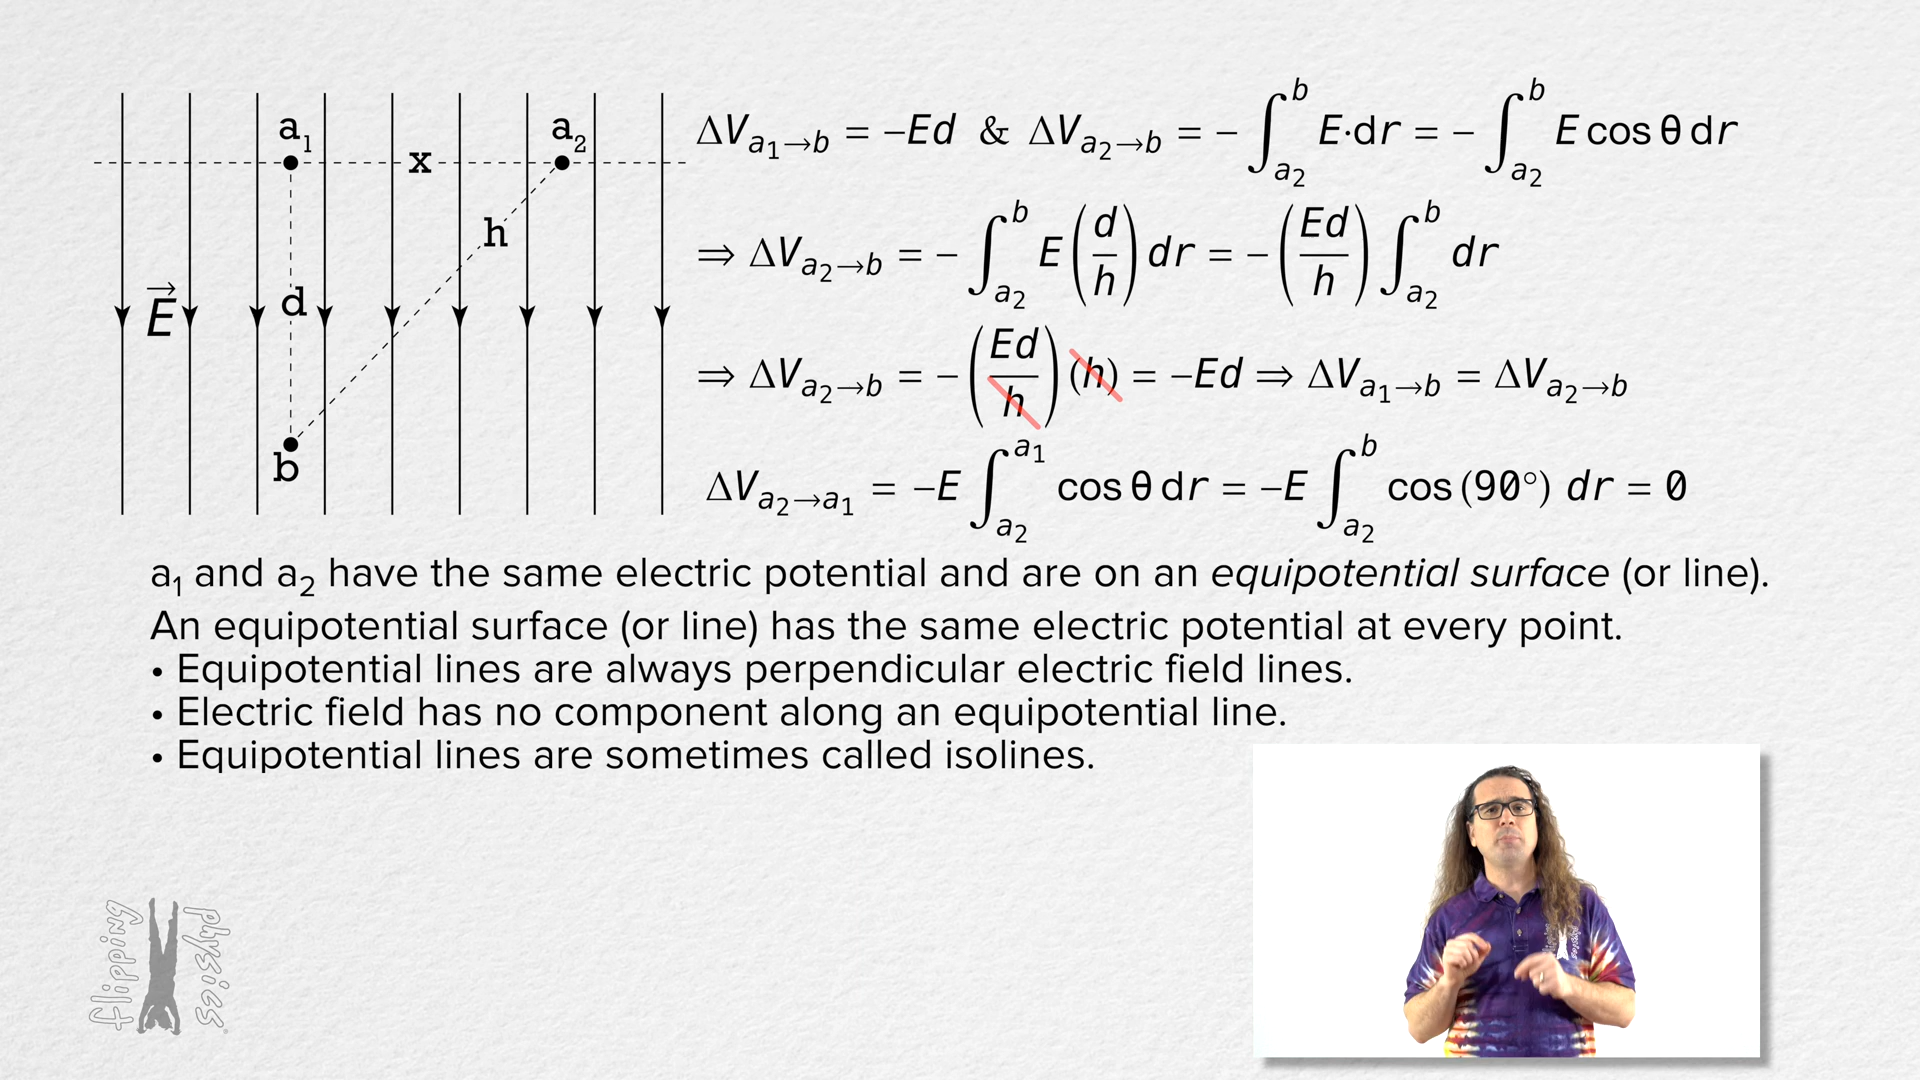 a₁
a₂
x
h
d
E⃗
b
ΔV_{a₁→b} = −Ed & ΔV_{a₂→b} = −∫_{a₂}^{b} E·dr = −∫_{a₂}^{b} E cos θ dr
⇒ ΔV_{a₂→b} = −∫_{a₂}^{b} E(d/h) dr = −(Ed/h) ∫_{a₂}^{b} dr
⇒ ΔV_{a₂→b} = −(Ed/h)(h) = −Ed ⇒ ΔV_{a₁→b} = ΔV_{a₂→b}
ΔV_{a₂→a₁} = −E ∫_{a₂}^{a₁} cos θ dr = −E ∫_{a₂}^{b} cos (90°) dr = 0
a₁ and a₂ have the same electric potential and are on an equipotential surface (or line).
An equipotential surface (or line) has the same electric potential at every point.
• Equipotential lines are always perpendicular electric field lines.
• Electric field has no component along an equipotential line.
• Equipotential lines are sometimes called isolines.
flipping
physics